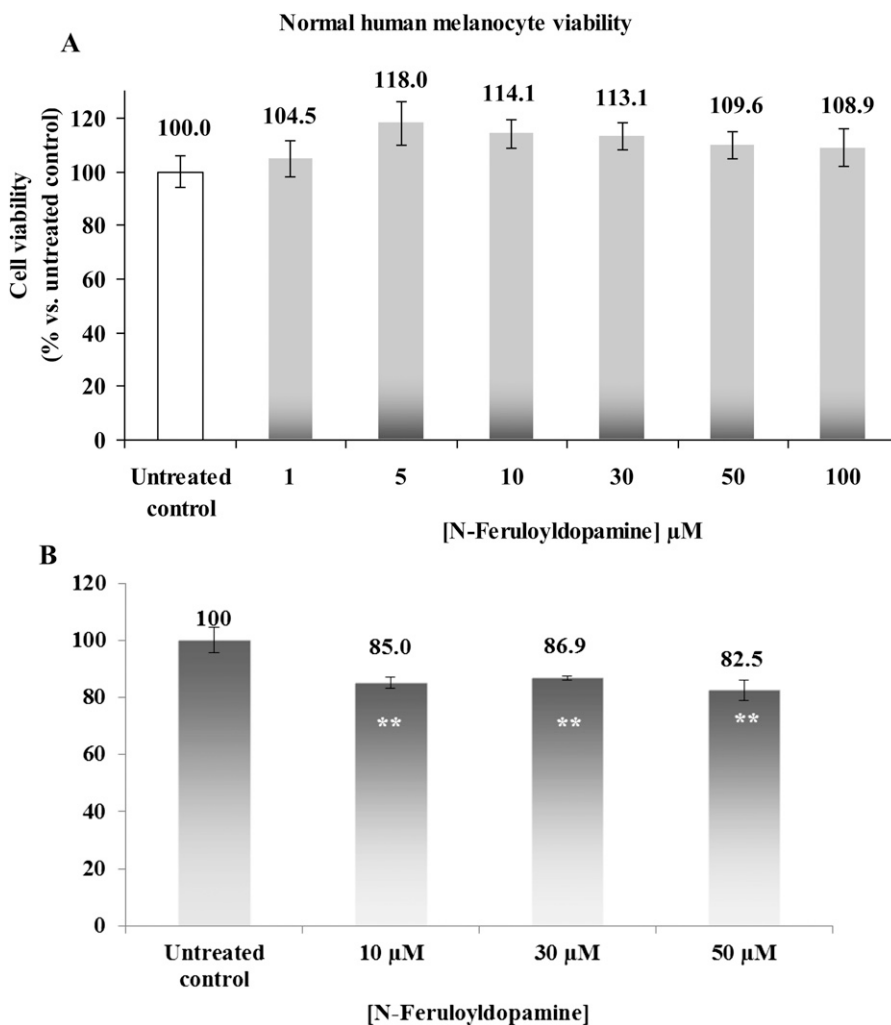 Normal human melanocyte viability
A
Cell viability
(% vs. untreated control)
120
100
80
60
40
20
0
100.0
104.5
118.0
114.1
113.1
109.6
108.9
Untreated
control
1
5
10
30
50
100
[N-Feruloyldopamine] µM
B
120
100
80
60
40
20
0
100
85.0
86.9
82.5
**
**
**
Untreated
control
10 µM
30 µM
50 µM
[N-Feruloyldopamine]